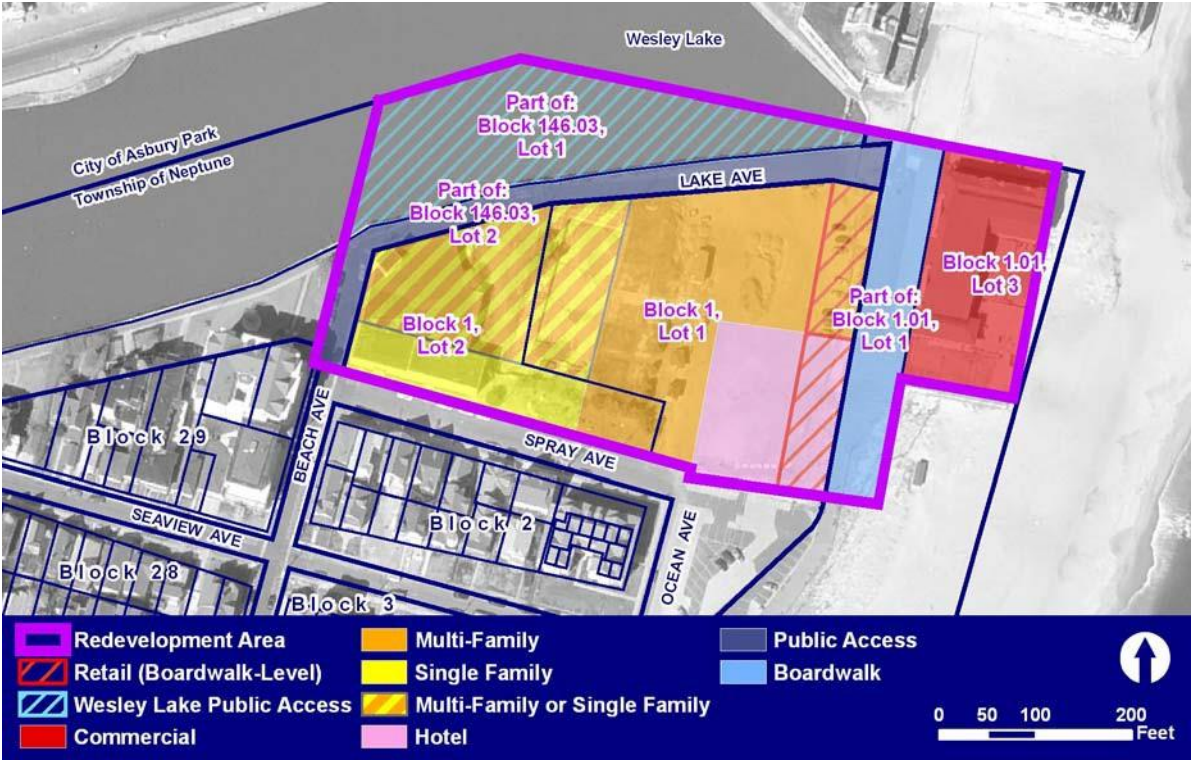 Wesley Lake
Part of:
Block 146.03,
Lot 1
City of Asbury Park
Township of Neptune
LAKE AVE
Part of:
Block 146.03,
Lot 2
Block 1.01,
Lot 3
Part of:
Block 1.01,
Lot 1
Block 1,
Lot 1
Block 1,
Lot 2
BEACH AVE
SPRAY AVE
Block 29
Block 2
SEAVIEW AVE
OCEAN AVE
Block 28
Block 3
Redevelopment Area
Retail (Boardwalk-Level)
Wesley Lake Public Access
Commercial
Multi-Family
Single Family
Multi-Family or Single Family
Hotel
Public Access
Boardwalk
0 50 100 200
Feet